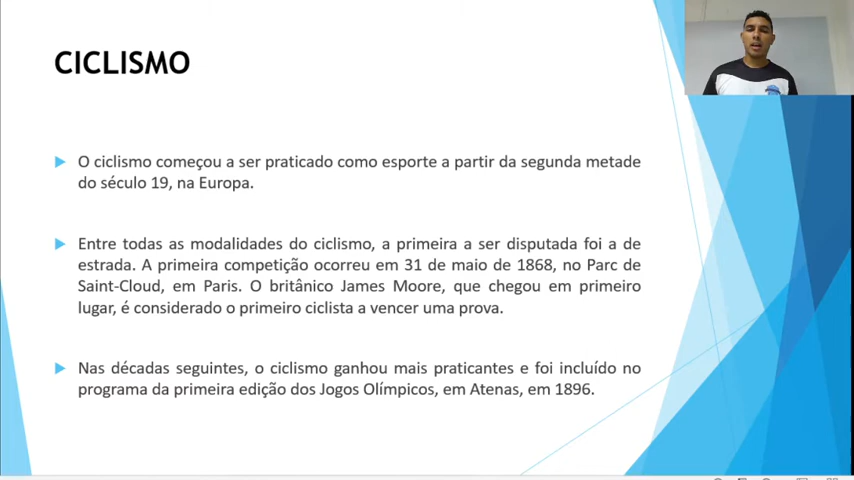 CICLISMO
O ciclismo começou a ser praticado como esporte a partir da segunda metade
do século 19, na Europa.
Entre todas as modalidades do ciclismo, a primeira a ser disputada foi a de
estrada. A primeira competição ocorreu em 31 de maio de 1868, no Parc de
Saint-Cloud, em Paris. O britânico James Moore, que chegou em primeiro
lugar, é considerado o primeiro ciclista a vencer uma prova.
Nas décadas seguintes, o ciclismo ganhou mais praticantes e foi incluído no
programa da primeira edição dos Jogos Olímpicos, em Atenas, em 1896.